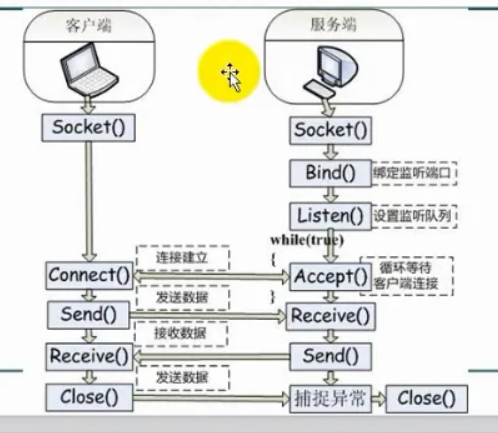 客户端
服务端
Socket()
Socket()
Bind()
绑定监听端口
Listen()
设置监听队列
while(true)
{
连接建立
Connect()
Accept()
循环等待
客户端连接
发送数据
}
Send()
Receive()
接收数据
Receive()
Send()
发送数据
Close()
捕捉异常
Close()